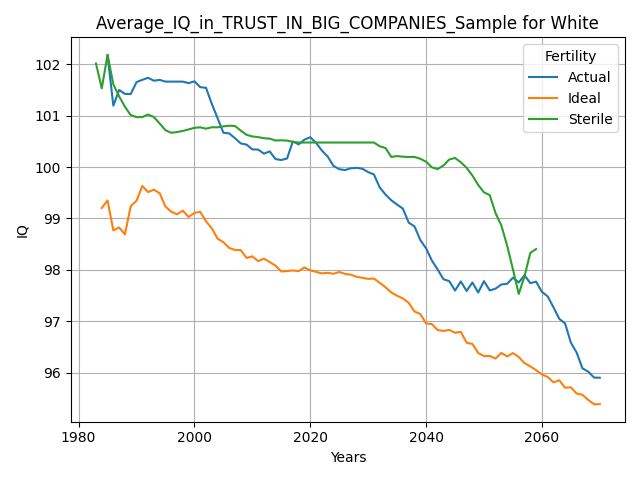 Average_IQ_in_TRUST_IN_BIG_COMPANIES_Sample for White
Fertility
Actual
Ideal
Sterile
IQ
102
101
100
99
98
97
96
1980
2000
2020
2040
2060
Years